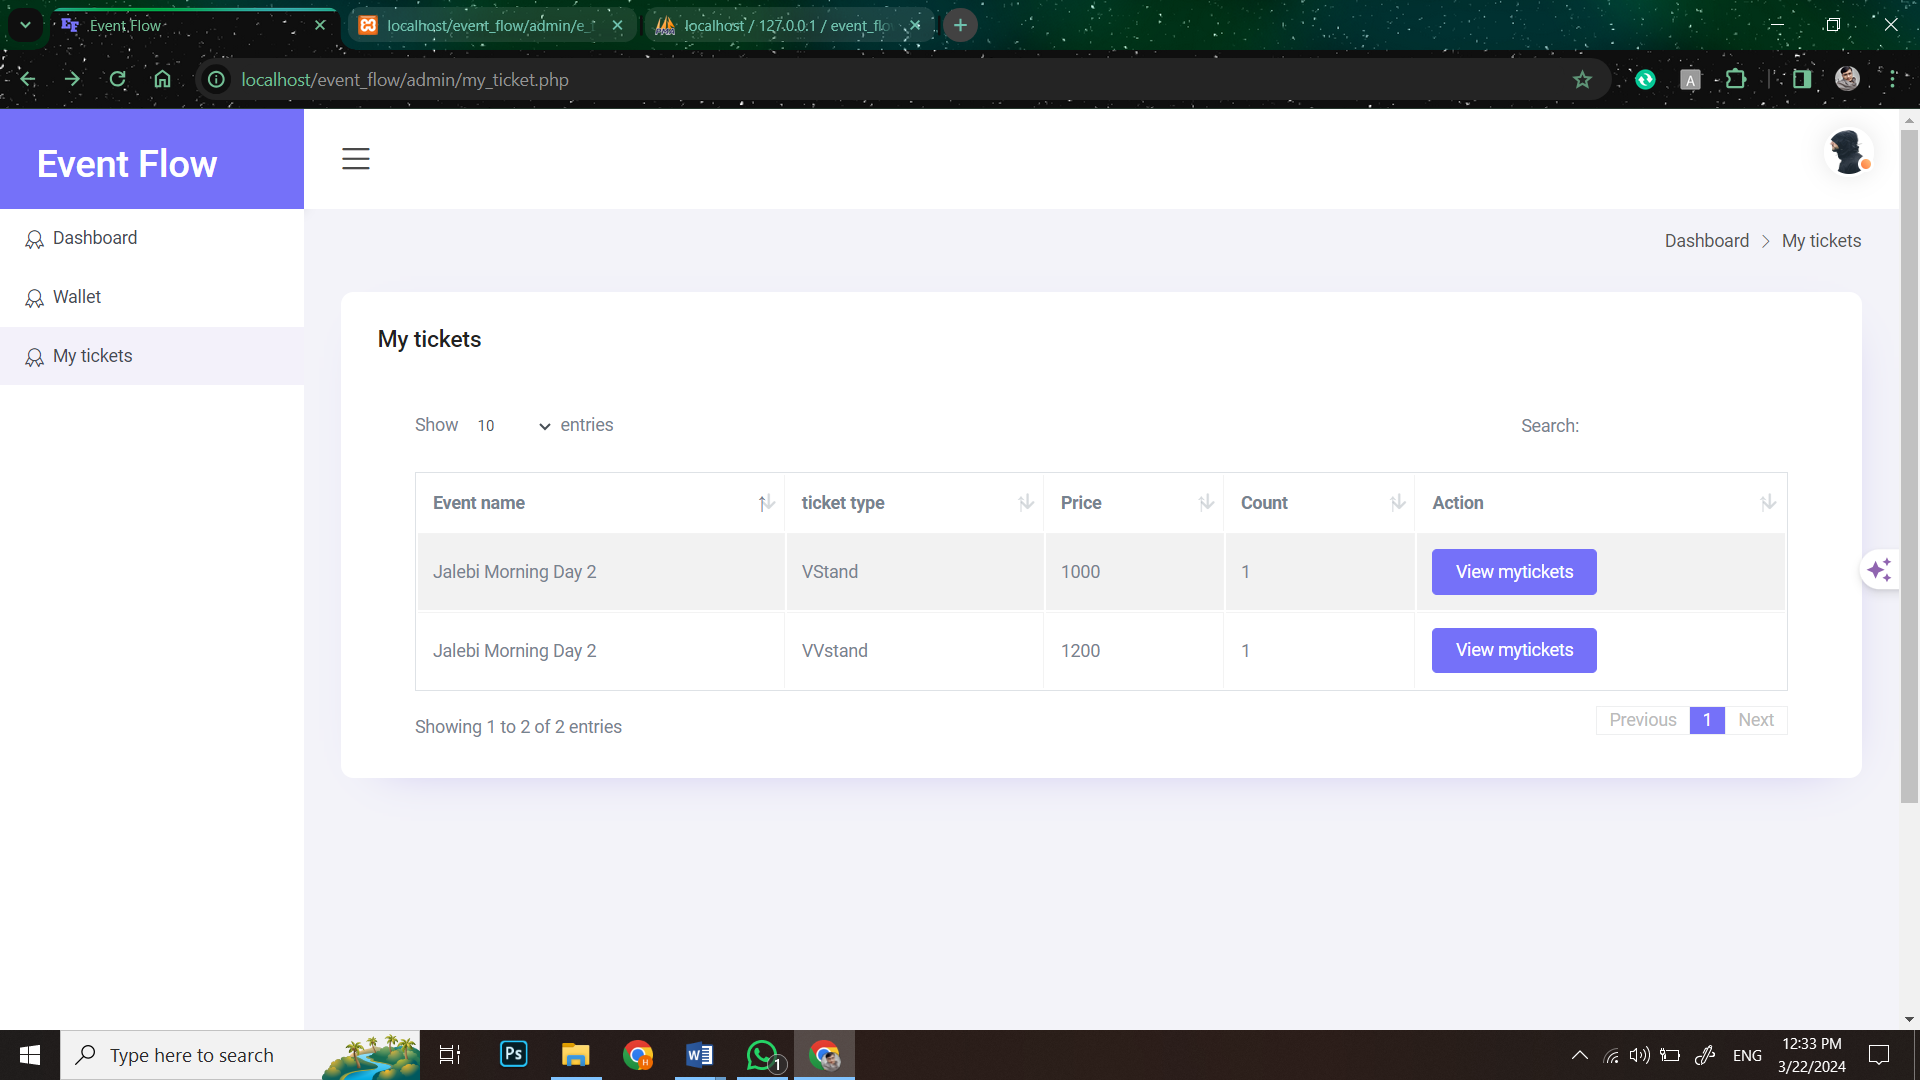 Event Flow
localhost/event_flow/admin/e_
localhost / 127.0.0.1 / event_flo
localhost/event_flow/admin/my_ticket.php
A
Event Flow
Dashboard
Wallet
My tickets
Dashboard > My tickets
My tickets
Show 10 entries
Search:
Event name ticket type Price Count Action
Jalebi Morning Day 2 VStand 1000 1 View mytickets
Jalebi Morning Day 2 VVstand 1200 1 View mytickets
Showing 1 to 2 of 2 entries
Previous 1 Next
Type here to search
Ps
1
ENG
12:33 PM
3/22/2024